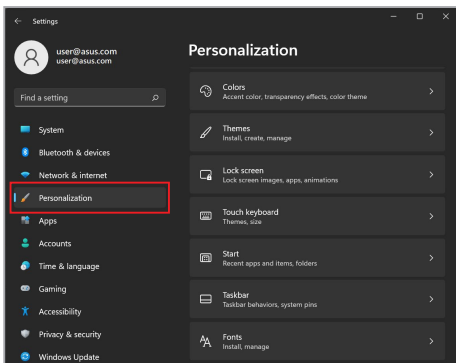 Settings
user@asus.com
user@asus.com
Find a setting
System
Bluetooth & devices
Network & internet
Personalization
Apps
Accounts
Time & language
Gaming
Accessibility
Privacy & security
Windows Update
Personalization
Colors
Accent color, transparency effects, color theme
Themes
Install, create, manage
Lock screen
Lock screen images, apps, animations
Touch keyboard
Themes, size
Start
Recent apps and items, folders
Taskbar
Taskbar behaviors, system pins
Fonts
Install, manage